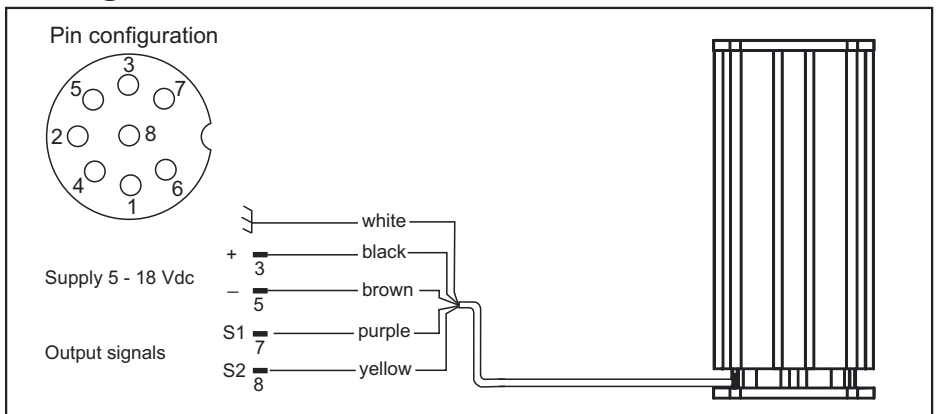 Pin configuration
3
5
7
2
8
4
6
1
white
+
black
3
Supply 5 - 18 Vdc
–
brown
5
S1
purple
7
Output signals
S2
yellow
8